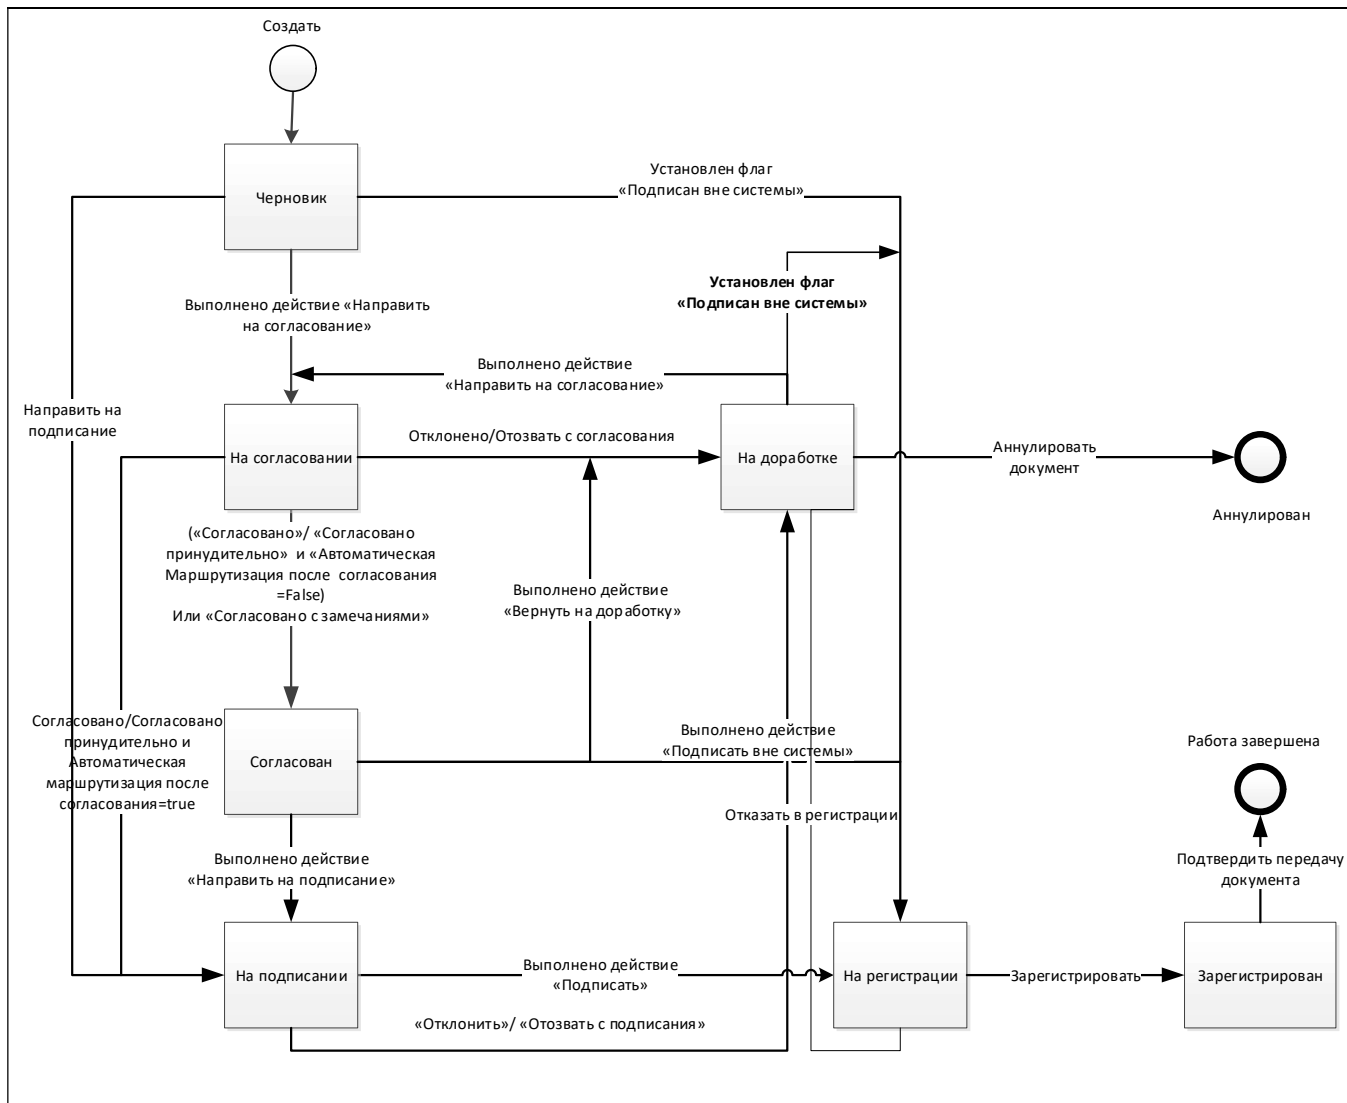 Создать
Установлен флаг
«Подписан вне системы»
Черновик
Установлен флаг
«Подписан вне системы»
Выполнено действие «Направить
на согласование»
Выполнено действие
«Направить на согласование»
Направить на
подписание
Отклонено/Отозвать с согласования
На согласовании
На доработке
Аннулировать
документ
Аннулирован
(«Согласовано»/ «Согласовано
принудительно» и «Автоматическая
Маршрутизация после согласования
=False)
Или «Согласовано с замечаниями»
Выполнено действие
«Вернуть на доработку»
Согласовано/Согласовано
принудительно и
Автоматическая
маршрутизация после
согласования=true
Согласован
Выполнено действие
«Подписать вне системы»
Работа завершена
Отказать в регистрации
Выполнено действие
«Направить на подписание»
Подтвердить передачу
документа
На подписании
Выполнено действие
«Подписать»
На регистрации
Зарегистрировать
Зарегистрирован
«Отклонить»/ «Отозвать с подписания»